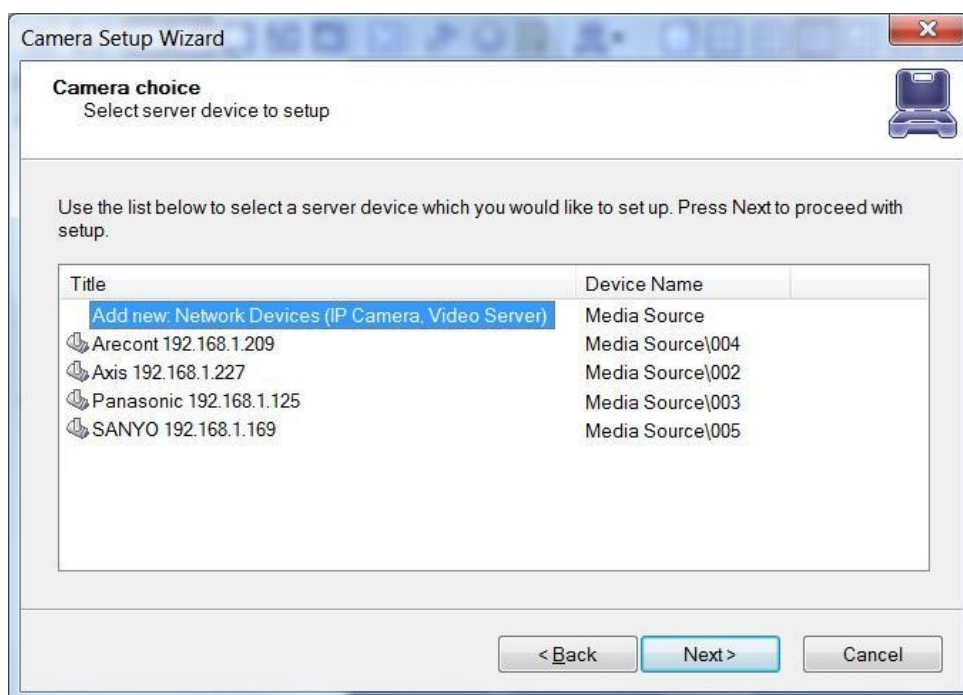 Camera Setup Wizard
Camera choice
Select server device to setup
Use the list below to select a server device which you would like to set up. Press Next to proceed with
setup.
Title Device Name
Add new: Network Devices (IP Camera, Video Server) Media Source
Arecont 192.168.1.209 Media Source\004
Axis 192.168.1.227 Media Source\002
Panasonic 192.168.1.125 Media Source\003
SANYO 192.168.1.169 Media Source\005
< Back Next > Cancel